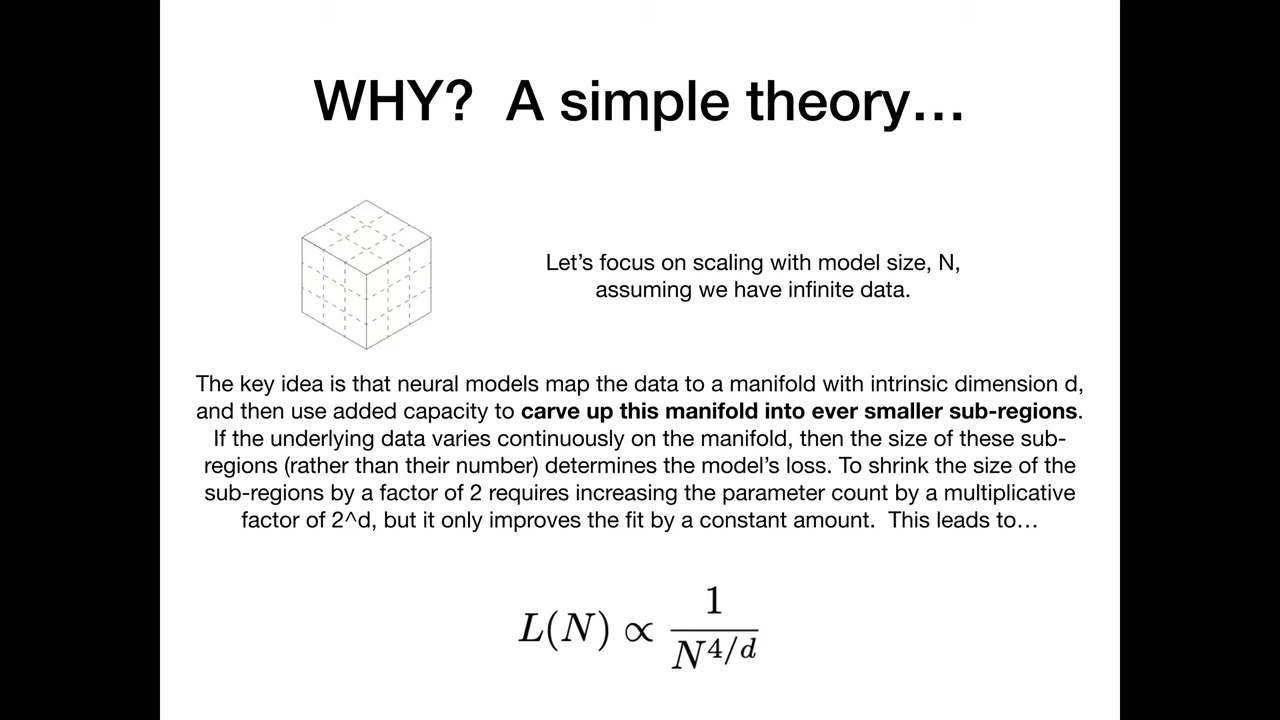 WHY? A simple theory…
Let’s focus on scaling with model size, N,
assuming we have infinite data.
The key idea is that neural models map the data to a manifold with intrinsic dimension d,
and then use added capacity to carve up this manifold into ever smaller sub-regions.
If the underlying data varies continuously on the manifold, then the size of these sub-
regions (rather than their number) determines the model’s loss. To shrink the size of the
sub-regions by a factor of 2 requires increasing the parameter count by a multiplicative
factor of 2^d, but it only improves the fit by a constant amount. This leads to…
L(N) ∝ 1/N^{4/d}